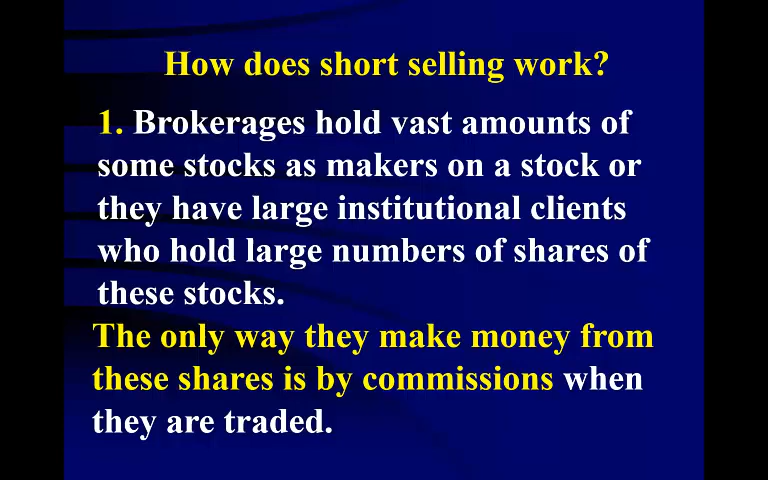 How does short selling work?
1. Brokerages hold vast amounts of
some stocks as makers on a stock or
they have large institutional clients
who hold large numbers of shares of
these stocks.
The only way they make money from
these shares is by commissions when
they are traded.